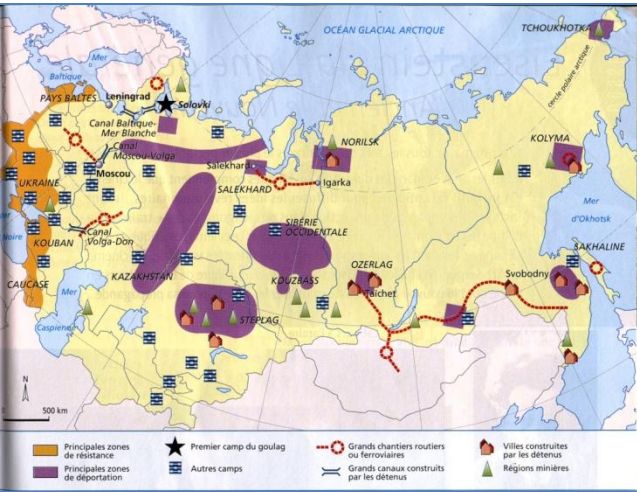 OCÉAN GLACIAL ARCTIQUE
TCHOUKHOTKA
cercle polaire arctique
Mer
Baltique
PAYS BALTES
Leningrad
Solovki
Canal Baltique-
Mer Blanche
Canal
Moscou-Volga
Moscou
NORILSK
KOLYMA
Salekhard
SALEKHARD
Igarka
Mer
d'Okhotsk
UKRAINE
Mer
Noire
KOUBAN
Canal
Volga-Don
SIBÉRIE
OCCIDENTALE
SAKHALINE
CAUCASE
KAZAKHSTAN
KOUZBASS
OZERLAG
Taïchet
Svobodny
Mer
Caspienne
STEPLAG
N
500 km
Principales zones
de résistance
Premier camp du goulag
Grands chantiers routiers
ou ferroviaires
Villes construites
par les détenus
Principales zones
de déportation
Autres camps
Grands canaux construits
par les détenus
Régions minières